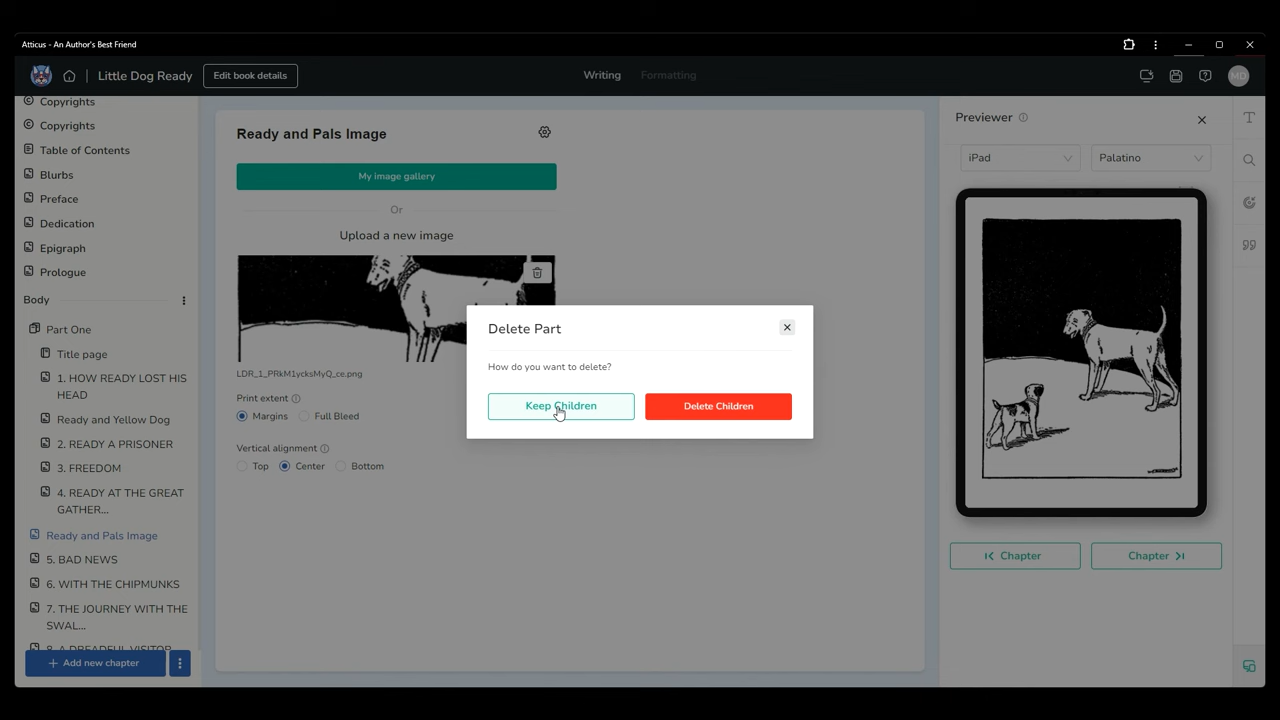 Atticus - An Author's Best Friend
Little Dog Ready
Edit book details
Writing
Formatting
MD
Copyrights
Copyrights
Table of Contents
Blurbs
Preface
Dedication
Epigraph
Prologue
Body
Part One
Title page
1. HOW READY LOST HIS
HEAD
Ready and Yellow Dog
2. READY A PRISONER
3. FREEDOM
4. READY AT THE GREAT
GATHER...
Ready and Pals Image
5. BAD NEWS
6. WITH THE CHIPMUNKS
7. THE JOURNEY WITH THE
SWAL...
8. A DREADFUL VISITOR
+ Add new chapter
Ready and Pals Image
My image gallery
Or
Upload a new image
LDR_1_PRkM1ycksMyQ_ce.png
Print extent
Margins
Full Bleed
Vertical alignment
Top
Center
Bottom
Delete Part
How do you want to delete?
Keep Children
Delete Children
Previewer
iPad
Palatino
Chapter
Chapter